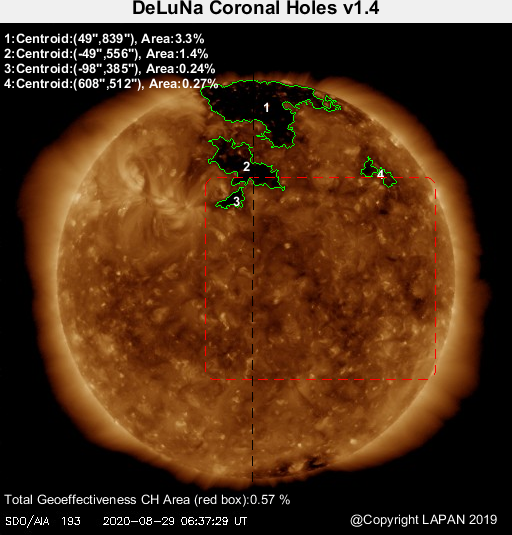 DeLuNa Coronal Holes v1.4
1:Centroid:(49",839"), Area:3.3%
2:Centroid:(-49",556"), Area:1.4%
3:Centroid:(-98",385"), Area:0.24%
4:Centroid:(608",512"), Area:0.27%
1
2
4
3
Total Geoeffectiveness CH Area (red box):0.57 %
SDO/AIA 193 2020-08-29 06:37:29 UT
@Copyright LAPAN 2019